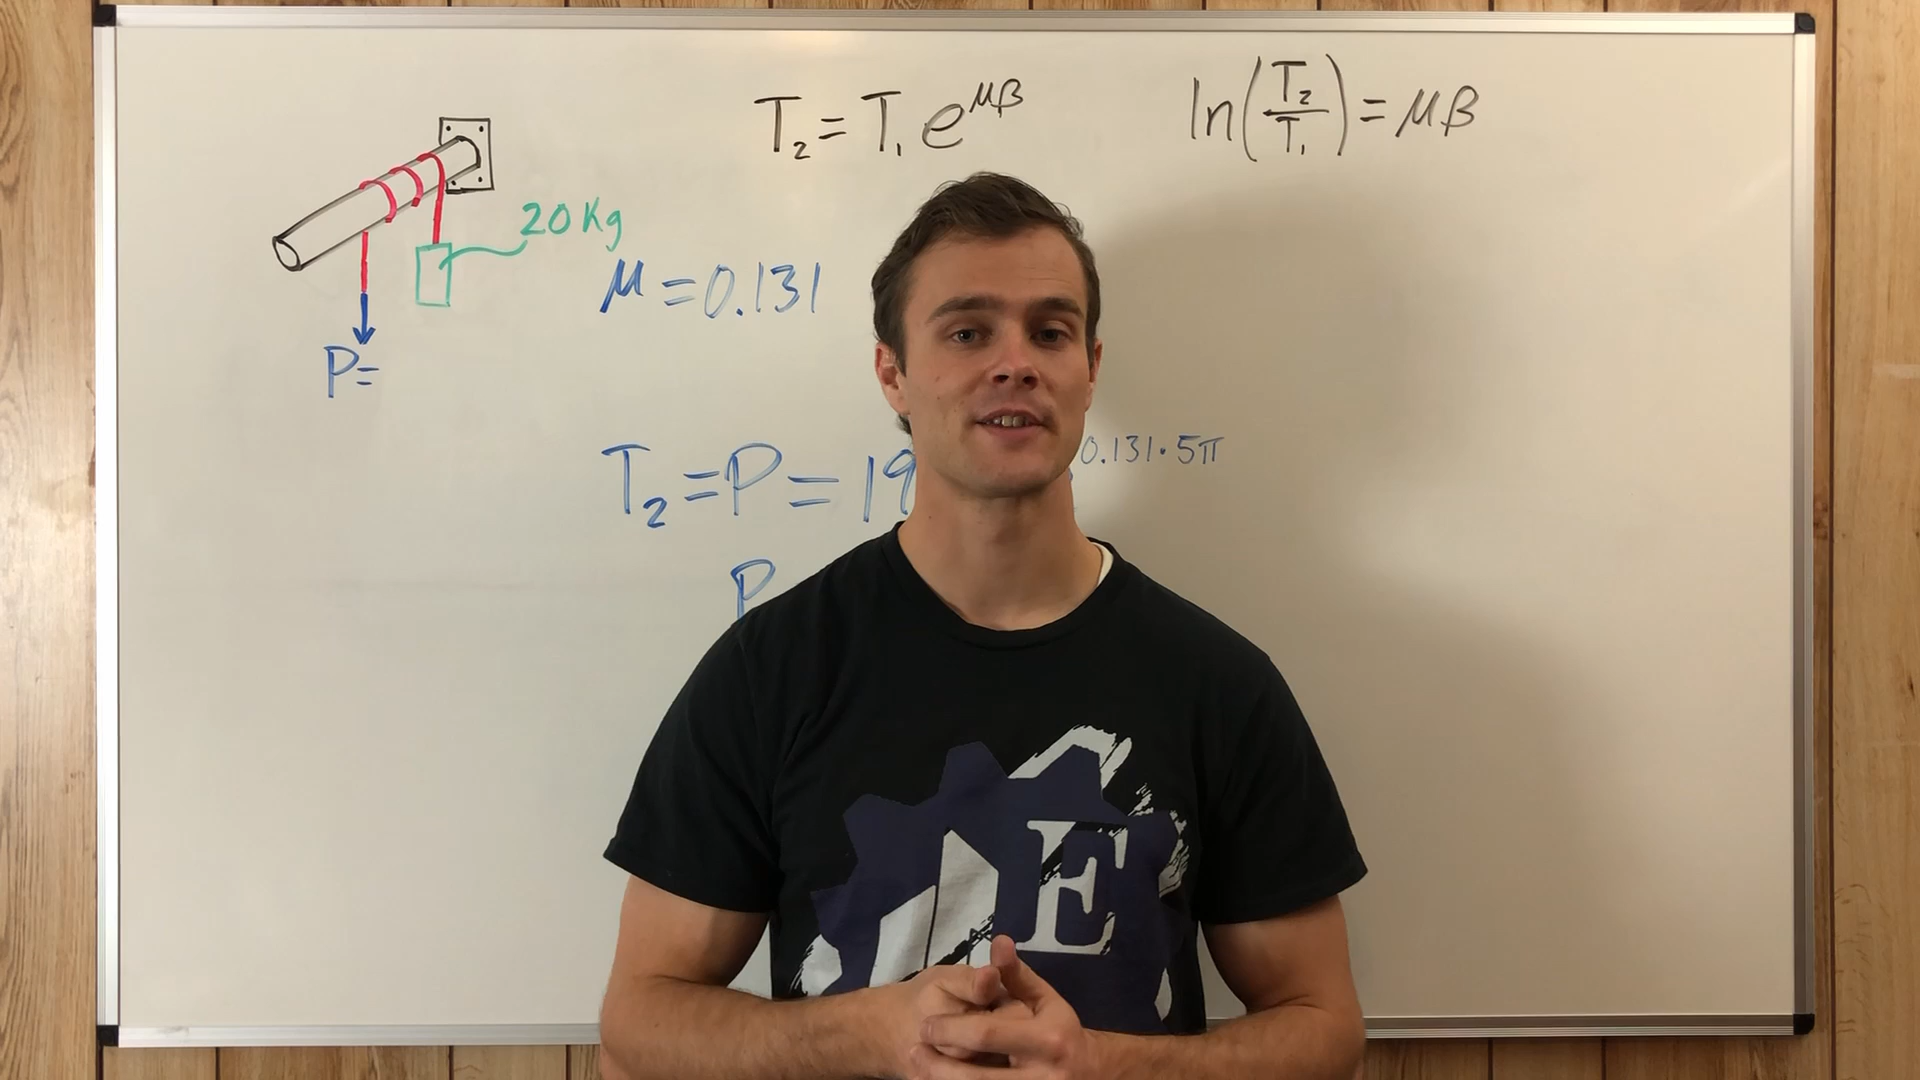 T₂ = T₁ e^μβ
ln(T₂/T₁) = μβ
20 Kg
μ = 0.131
P=
T₂ = P = 19
0.131·5π
P
E